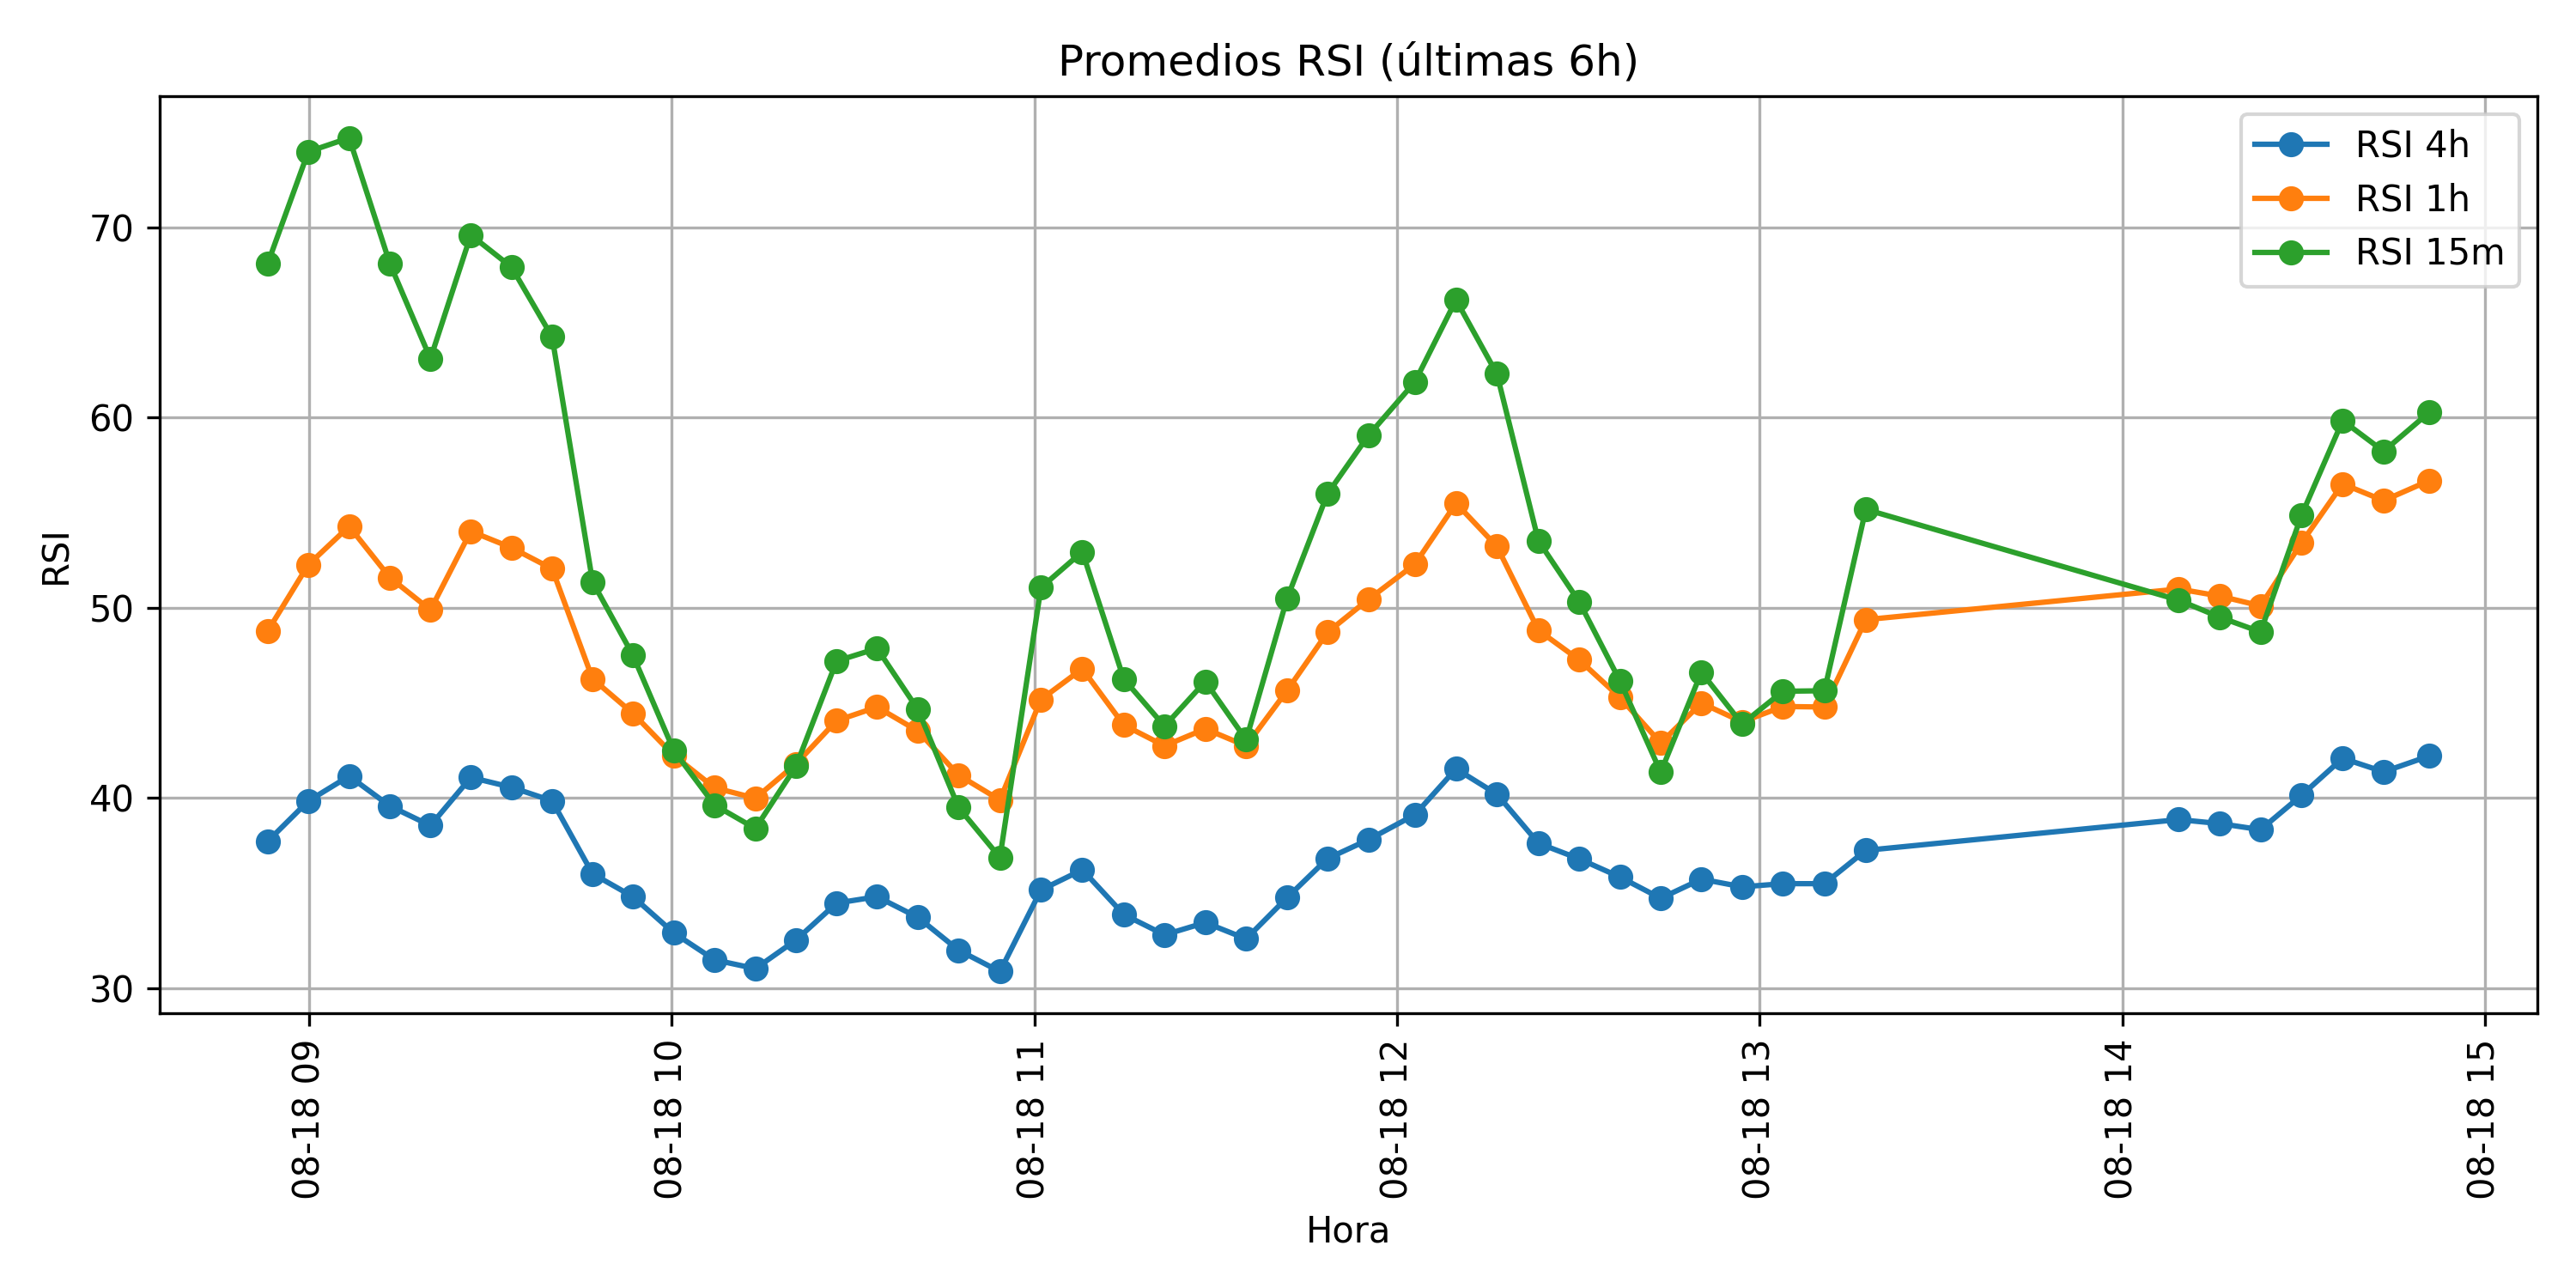 Promedios RSI (últimas 6h)
RSI 4h
RSI 1h
RSI 15m
RSI
70
60
50
40
30
08-18 09
08-18 10
08-18 11
08-18 12
08-18 13
08-18 14
08-18 15
Hora